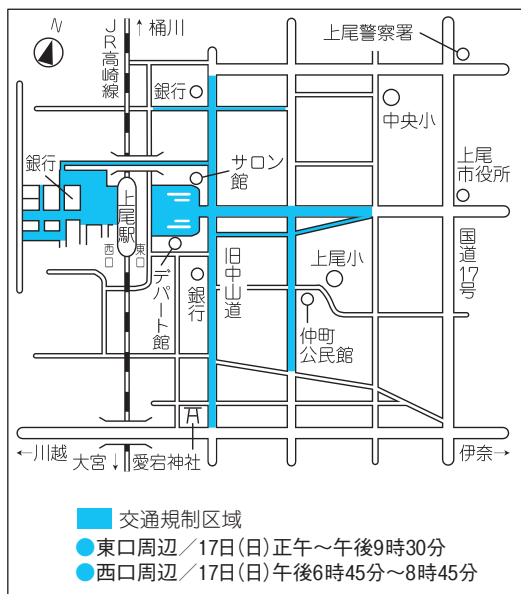 N
JR高崎線
↑桶川
上尾警察署
銀行
中央小
銀行
サロン館
上尾市役所
上尾駅
西口
東口
デパート館
銀行
旧中山道
上尾小
国道17号
仲町公民館
←川越
大宮↓
愛宕神社
伊奈→
交通規制区域
●東口周辺／17日(日)正午～午後9時30分
●西口周辺／17日(日)午後6時45分～8時45分